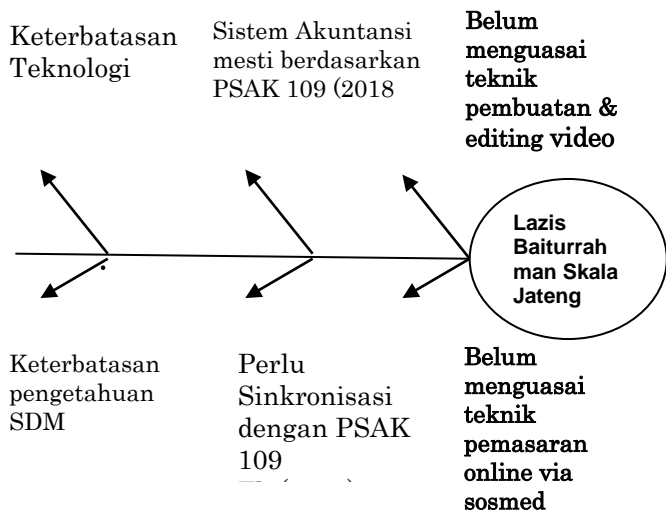 Keterbatasan
Teknologi
Sistem Akuntansi
mesti berdasarkan
PSAK 109 (2018
Belum
menguasai
teknik
pembuatan &
editing video
Lazis
Baiturrah
man Skala
Jateng
Keterbatasan
pengetahuan
SDM
Perlu
Sinkronisasi
dengan PSAK
109
Belum
menguasai
teknik
pemasaran
online via
sosmed